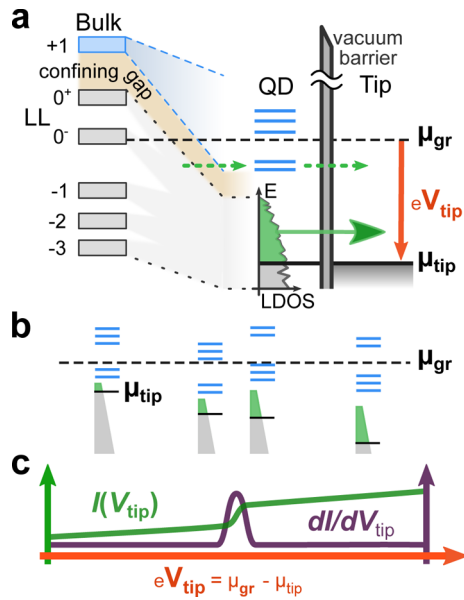 a
Bulk
+1
confining gap
0⁺
LL
0⁻
-1
-2
-3
QD
E
LDOS
vacuum
barrier
Tip
μgr
eVtip
μtip
b
μgr
μtip
c
I(Vtip)
dI/dVtip
eVtip = μgr - μtip